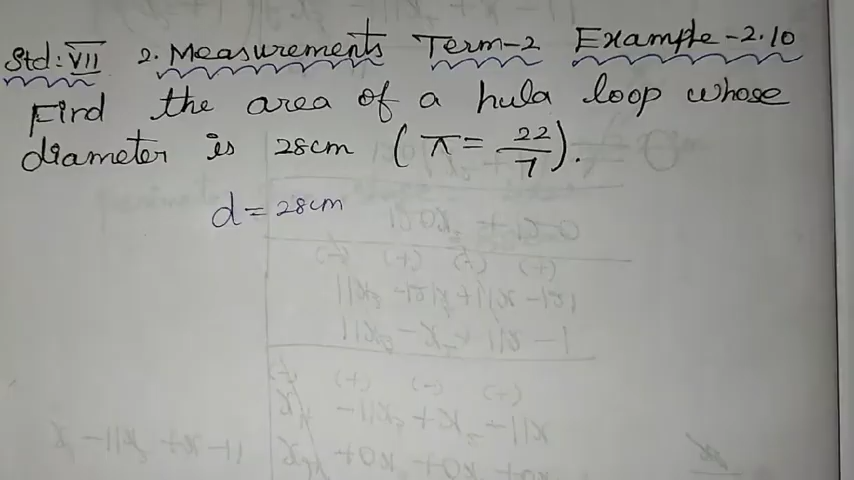 Std: VII 2. Measurements Term-2 Example-2.10
Find the area of a hula loop whose
diameter is 28cm ( π = 22/7 ).
d = 28cm